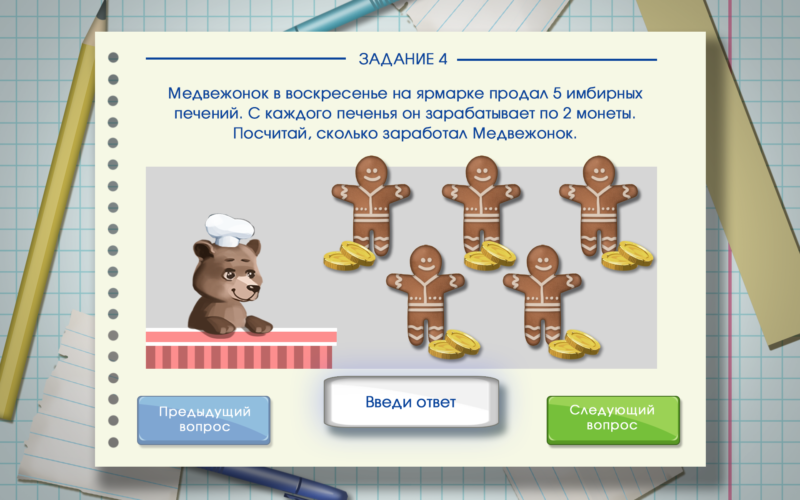 ЗАДАНИЕ 4
Медвежонок в воскресенье на ярмарке продал 5 имбирных
печений. С каждого печенья он зарабатывает по 2 монеты.
Посчитай, сколько заработал Медвежонок.
Предыдущий
вопрос
Введи ответ
Следующий
вопрос